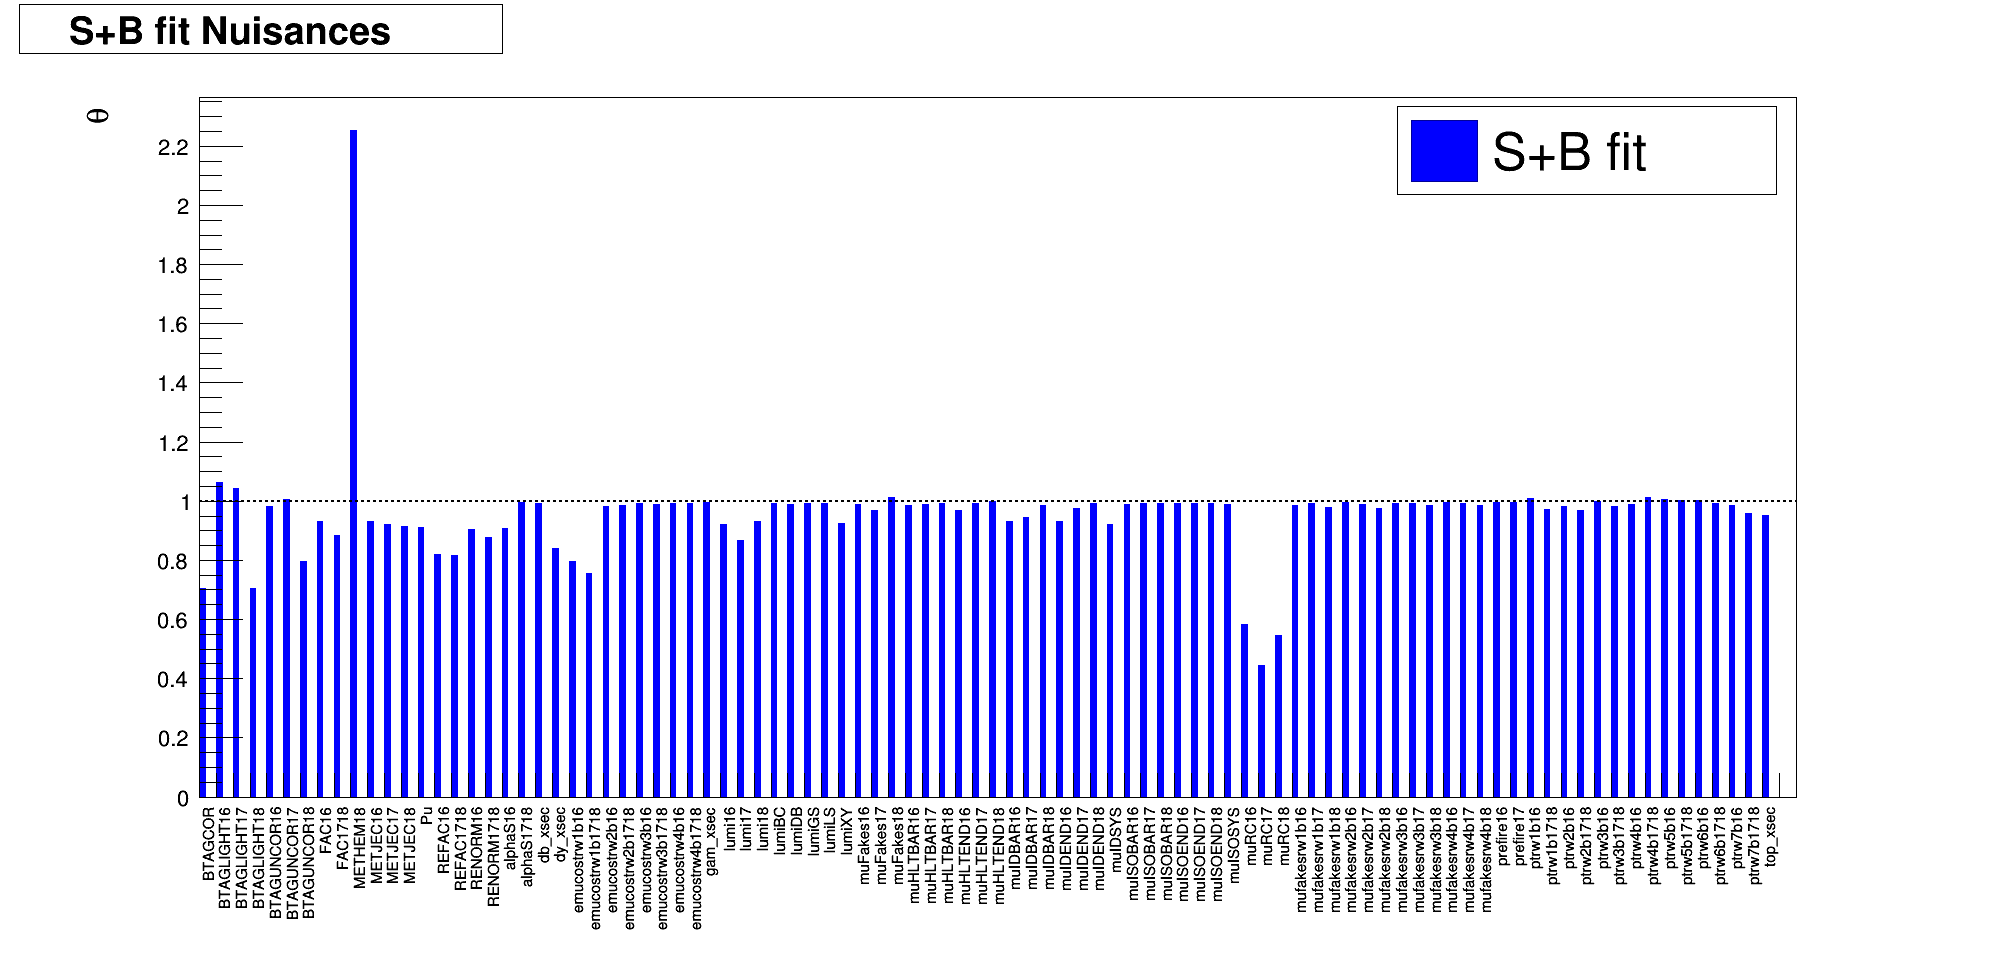 S+B fit Nuisances
θ
S+B fit
2.2
2
1.8
1.6
1.4
1.2
1
0.8
0.6
0.4
0.2
0
BTAGCOR
BTAGLIGHT16
BTAGLIGHT17
BTAGLIGHT18
BTAGUNCOR16
BTAGUNCOR17
BTAGUNCOR18
FAC16
FAC1718
METHEM18
METJEC16
METJEC17
METJEC18
Pu
REFAC16
REFAC1718
RENORM16
RENORM1718
alphaS16
alphaS1718
db_xsec
dy_xsec
emucostrw1b16
emucostrw1b1718
emucostrw2b16
emucostrw2b1718
emucostrw3b16
emucostrw3b1718
emucostrw4b16
emucostrw4b1718
gam_xsec
lumi16
lumi17
lumi18
lumiBC
lumiDB
lumiGS
lumiLS
lumiXY
muFakes16
muFakes17
muFakes18
muHLTBAR16
muHLTBAR17
muHLTBAR18
muHLTEND16
muHLTEND17
muHLTEND18
muIDBAR16
muIDBAR17
muIDBAR18
muIDEND16
muIDEND17
muIDEND18
muIDSYS
muISOBAR16
muISOBAR17
muISOBAR18
muISOEND16
muISOEND17
muISOEND18
muISOSYS
muRC16
muRC17
muRC18
mufakesrw1b16
mufakesrw1b17
mufakesrw1b18
mufakesrw2b16
mufakesrw2b17
mufakesrw2b18
mufakesrw3b16
mufakesrw3b17
mufakesrw3b18
mufakesrw4b16
mufakesrw4b17
mufakesrw4b18
prefire16
prefire17
ptrw1b16
ptrw1b1718
ptrw2b16
ptrw2b1718
ptrw3b16
ptrw3b1718
ptrw4b16
ptrw4b1718
ptrw5b16
ptrw5b1718
ptrw6b16
ptrw6b1718
ptrw7b16
ptrw7b1718
top_xsec